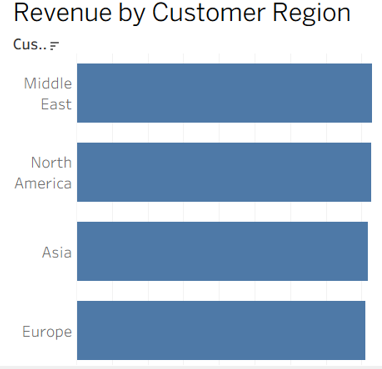 Revenue by Customer Region
Cus..
Middle
East
North
America
Asia
Europe